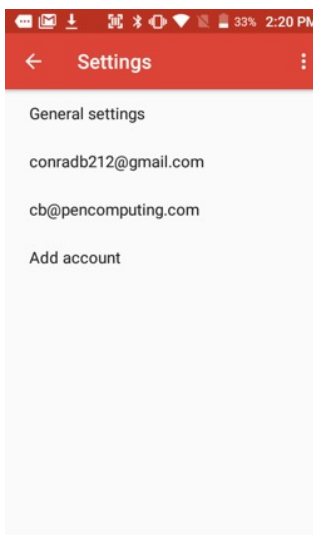 33% 2:20 PM
Settings
General settings
conradb212@gmail.com
cb@pencomputing.com
Add account